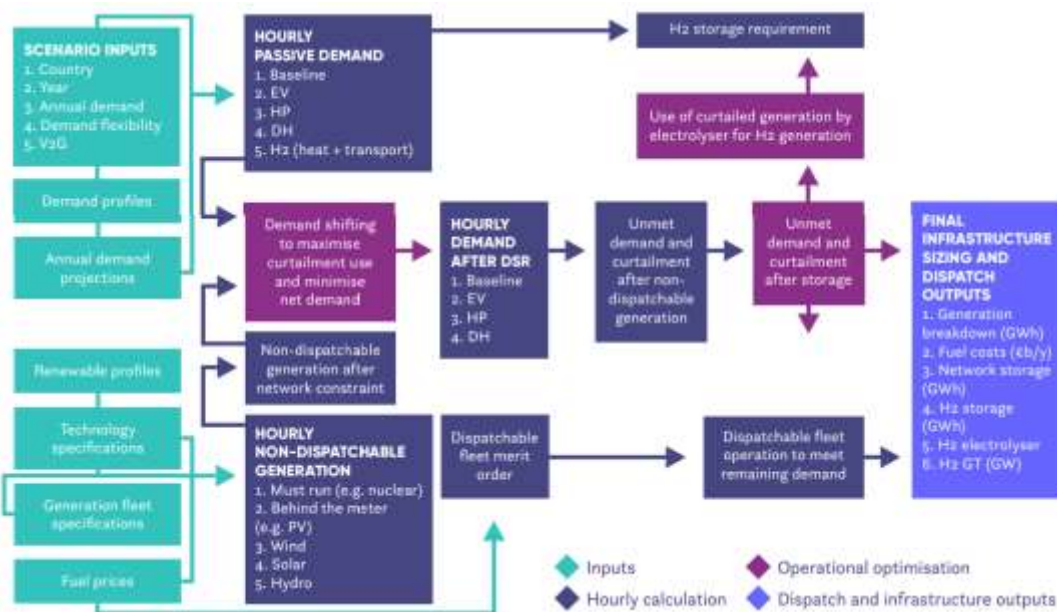 SCENARIO INPUTS
1. Country
2. Year
3. Annual demand
4. Demand flexibility
5. V2G
Demand profiles
Annual demand
projections
Renewable profiles
Technology
specifications
Generation fleet
specifications
Fuel prices
HOURLY
PASSIVE DEMAND
1. Baseline
2. EV
3. HP
4. DH
5. H2 (heat + transport)
Demand shifting
to maximise
curtailment use
and minimise
net demand
Non-dispatchable
generation after
network constraint
HOURLY
NON-DISPATCHABLE
GENERATION
1. Must run (e.g. nuclear)
2. Behind the meter
(e.g. PV)
3. Wind
4. Solar
5. Hydro
HOURLY
DEMAND
AFTER DSR
1. Baseline
2. EV
3. HP
4. DH
Unmet
demand and
curtailment
after non-
dispatchable
generation
H2 storage requirement
Use of curtailed generation by
electrolyser for H2 generation
Unmet
demand and
curtailment
after storage
Dispatchable
fleet merit
order
Dispatchable fleet
operation to meet
remaining demand
FINAL
INFRASTRUCTURE
SIZING AND
DISPATCH
OUTPUTS
1. Generation
breakdown (GWh)
2. Fuel costs (€b/y)
3. Network storage
(GWh)
4. H2 storage
(GWh)
5. H2 electrolyser
6. H2 GT (GW)
Inputs
Operational optimisation
Hourly calculation
Dispatch and infrastructure outputs